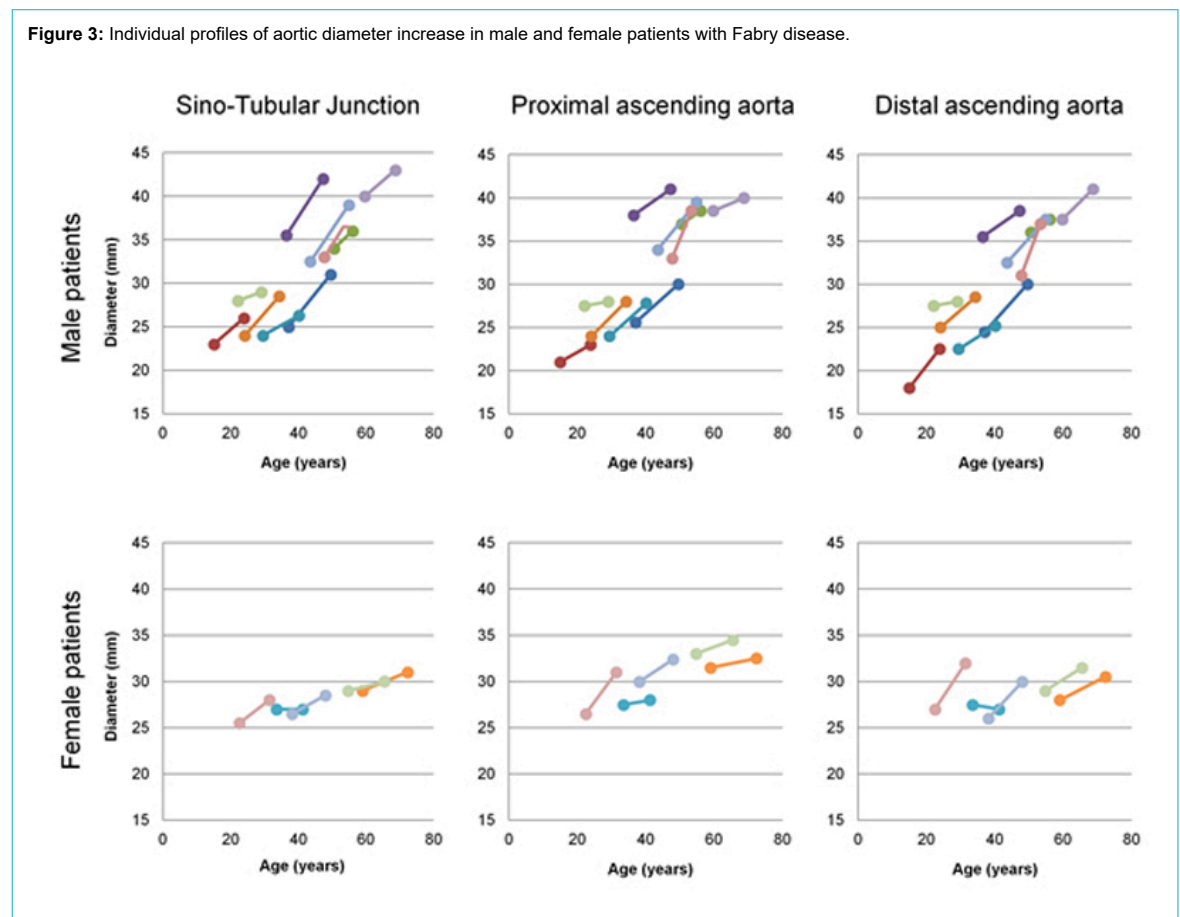 Figure 3: Individual profiles of aortic diameter increase in male and female patients with Fabry disease.
Sino-Tubular Junction
Proximal ascending aorta
Distal ascending aorta
Male patients
Diameter (mm)
45
40
35
30
25
20
15
0 20 40 60 80
Age (years)
45
40
35
30
25
20
15
0 20 40 60 80
Age (years)
45
40
35
30
25
20
15
0 20 40 60 80
Age (years)
Female patients
Diameter (mm)
45
40
35
30
25
20
15
0 20 40 60 80
Age (years)
45
40
35
30
25
20
15
0 20 40 60 80
Age (years)
45
40
35
30
25
20
15
0 20 40 60 80
Age (years)